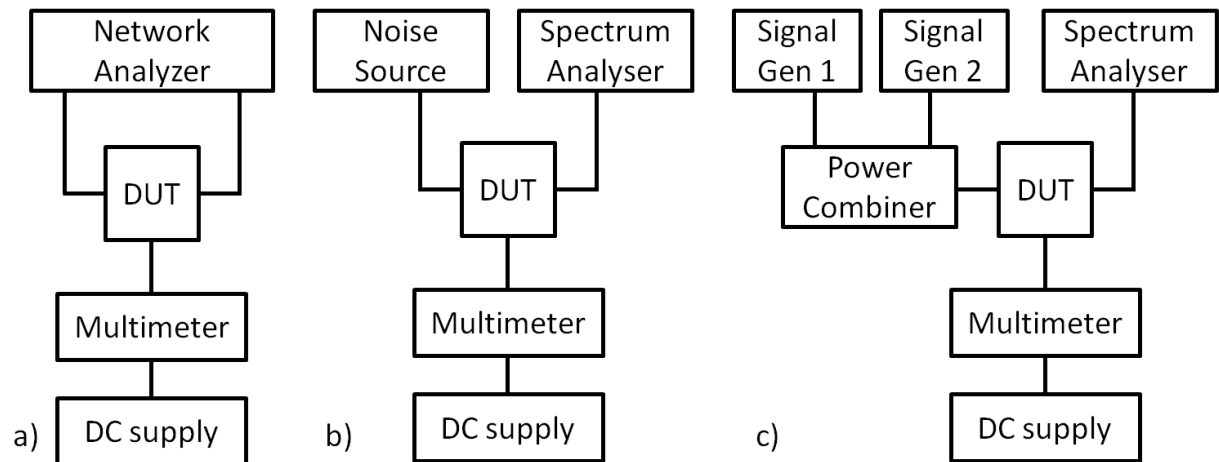 Network
Analyzer
DUT
Multimeter
DC supply
a)
Noise
Source
Spectrum
Analyser
DUT
Multimeter
DC supply
b)
Signal
Gen 1
Signal
Gen 2
Spectrum
Analyser
Power
Combiner
DUT
Multimeter
DC supply
c)